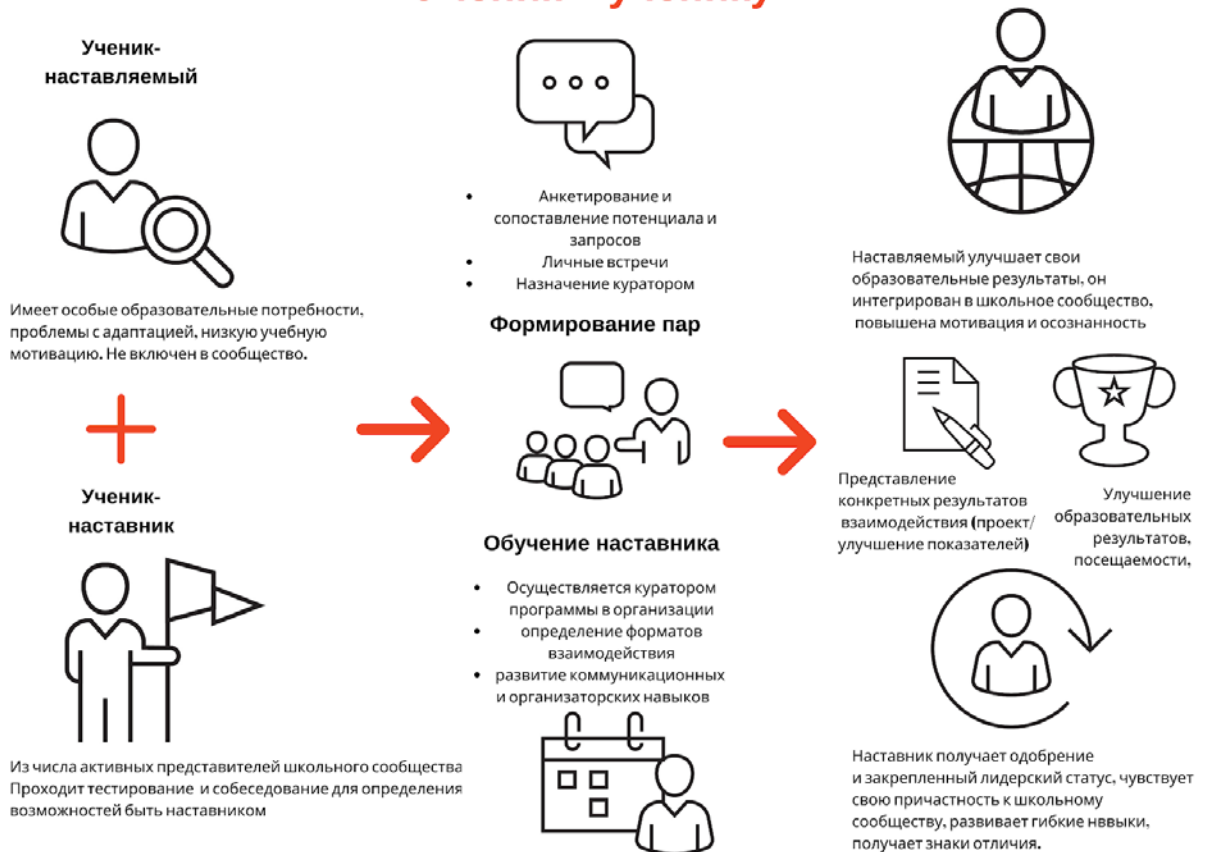 Ученик-
наставляемый
Имеет особые образовательные потребности,
проблемы с адаптацией, низкую учебную
мотивацию. Не включен в сообщество.
Ученик-
наставник
Из числа активных представителей школьного сообщества
Проходит тестирование и собеседование для определения
возможностей быть наставником
• Анкетирование и
сопоставление потенциала и
запросов
• Личные встречи
• Назначение куратором
Формирование пар
Обучение наставника
• Осуществляется куратором
программы в организации
• определение форматов
взаимодействия
• развитие коммуникационных
и организаторских навыков
Наставляемый улучшает свои
образовательные результаты, он
интегрирован в школьное сообщество,
повышена мотивация и осознанность
Представление
конкретных результатов
взаимодействия (проект/
улучшение показателей)
Улучшение
образовательных
результатов,
посещаемости,
Наставник получает одобрение
и закрепленный лидерский статус, чувствует
свою причастность к школьному
сообществу, развивает гибкие нввыки,
получает знаки отличия.